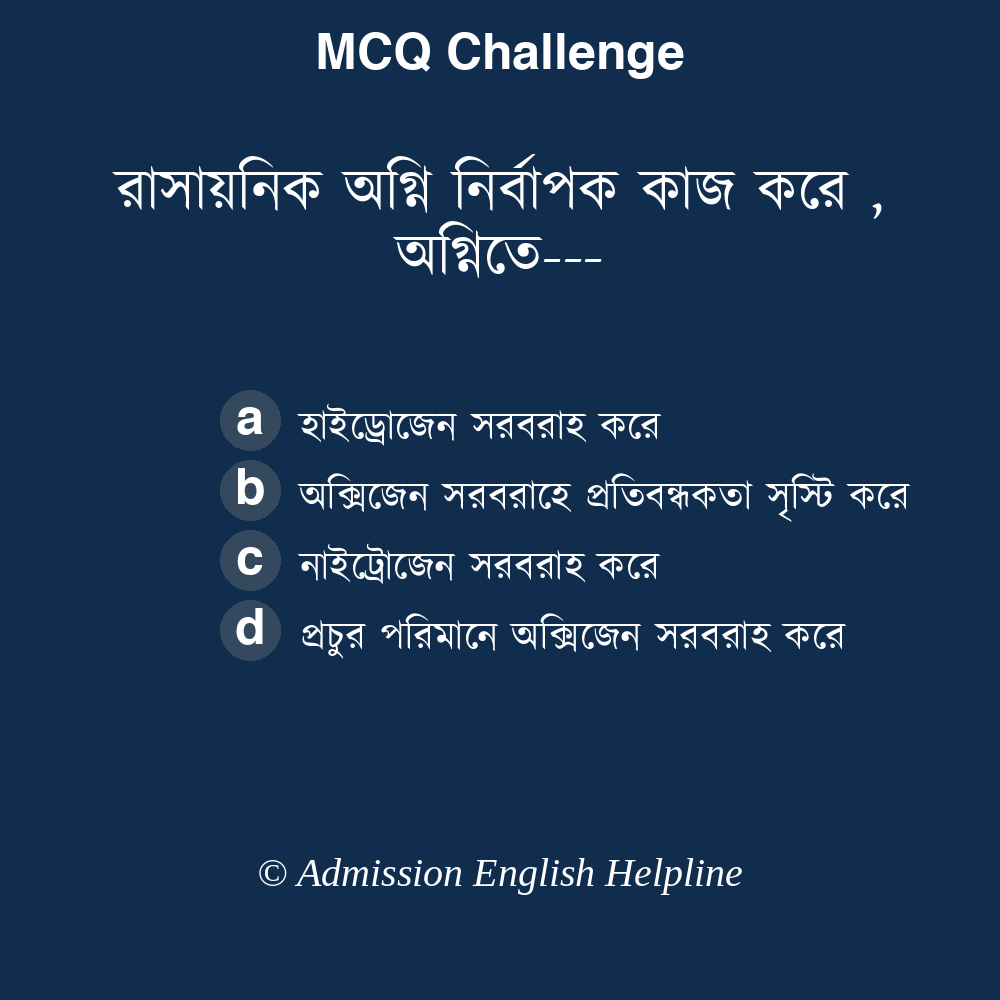 MCQ Challenge
রাসায়নিক অগ্নি নির্বাপক কাজ করে ,
অগ্নিতে---
a হাইড্রোজেন সরবরাহ করে
b অক্সিজেন সরবরাহে প্রতিবন্ধকতা সৃস্টি করে
c নাইট্রোজেন সরবরাহ করে
d প্রচুর পরিমানে অক্সিজেন সরবরাহ করে
© Admission English Helpline